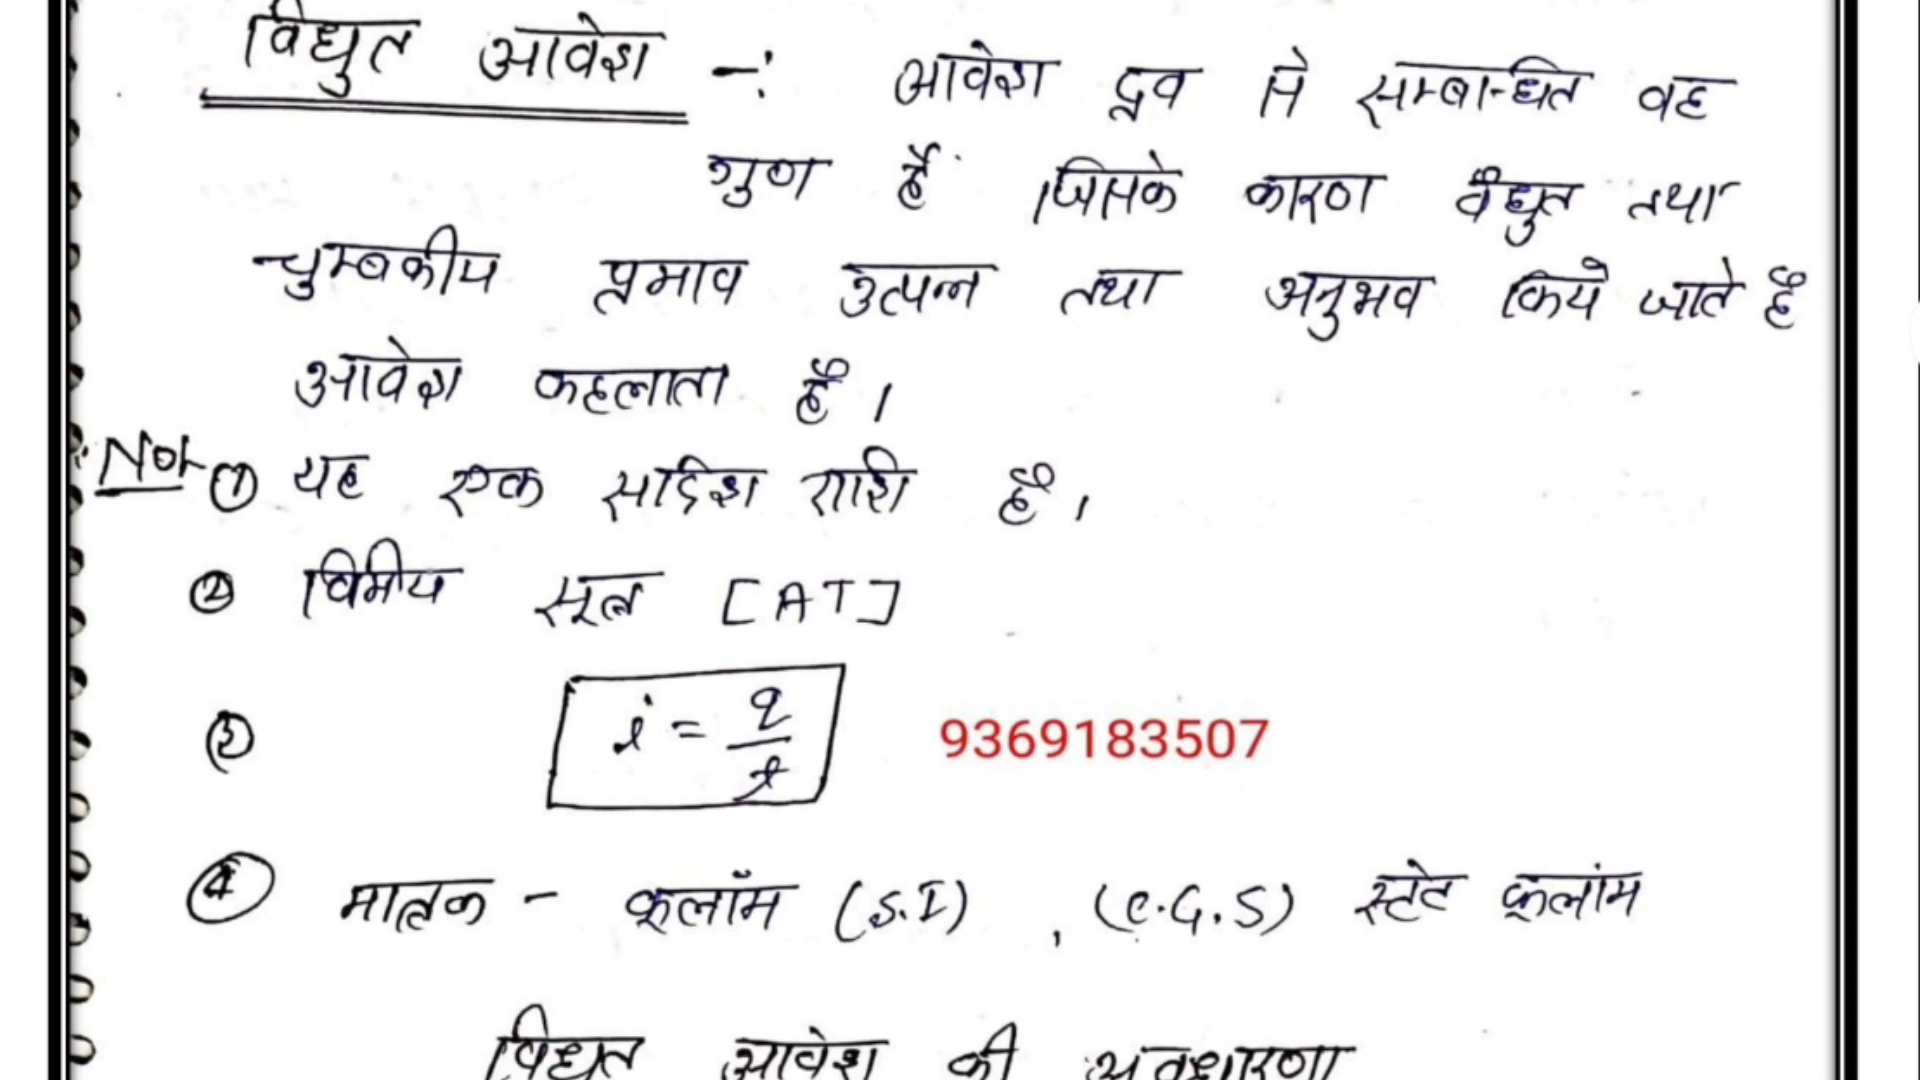 विधुत आवेश -: आवेश द्रव से सम्बन्धित वह
गुण है जिसके कारण वैधुत तथा
चुम्बकीय प्रभाव उत्पन्न तथा अनुभव किये जाते है
आवेश कहलाता है।
Not ① यह एक सदिश राशि है।
② विमीय सूत्र [AT]
③ i = q/t 9369183507
④ मात्रक - कूलॉम (S.I) , (C.G.S) स्टेट कूलॉम
विधुत आवेश की अवधारणा